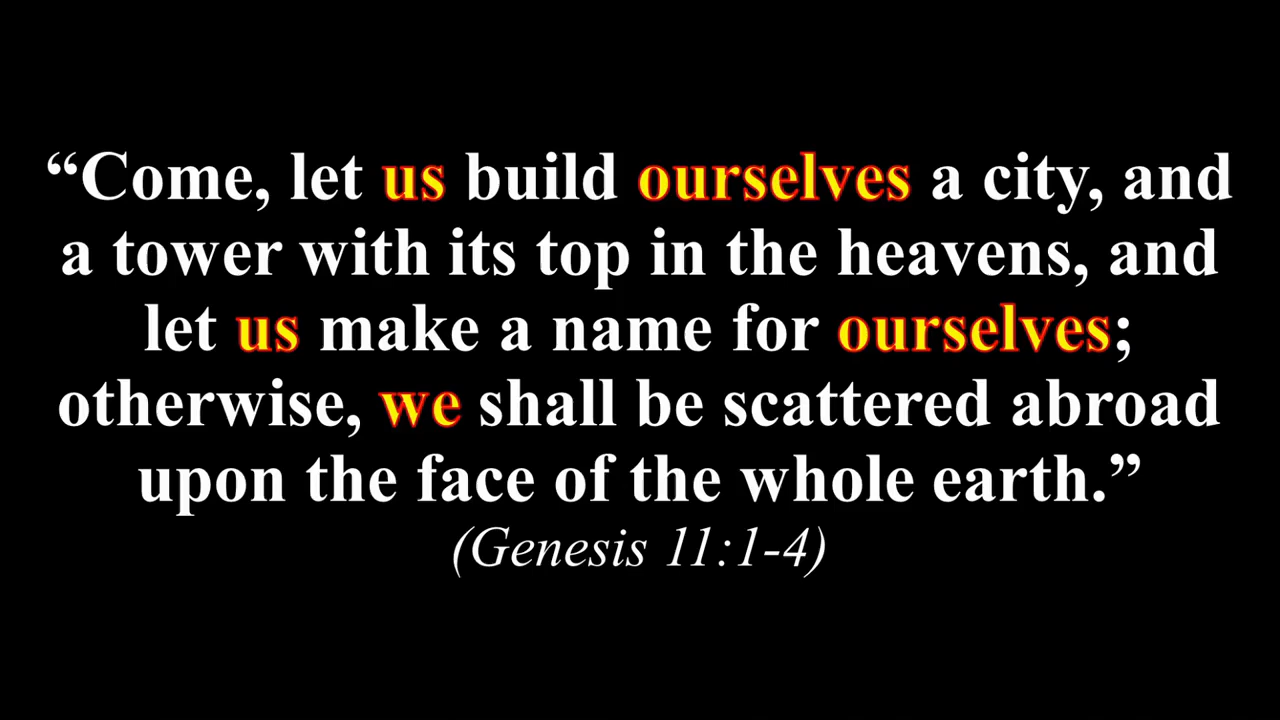 “Come, let us build ourselves a city, and
a tower with its top in the heavens, and
let us make a name for ourselves;
otherwise, we shall be scattered abroad
upon the face of the whole earth.”
(Genesis 11:1-4)